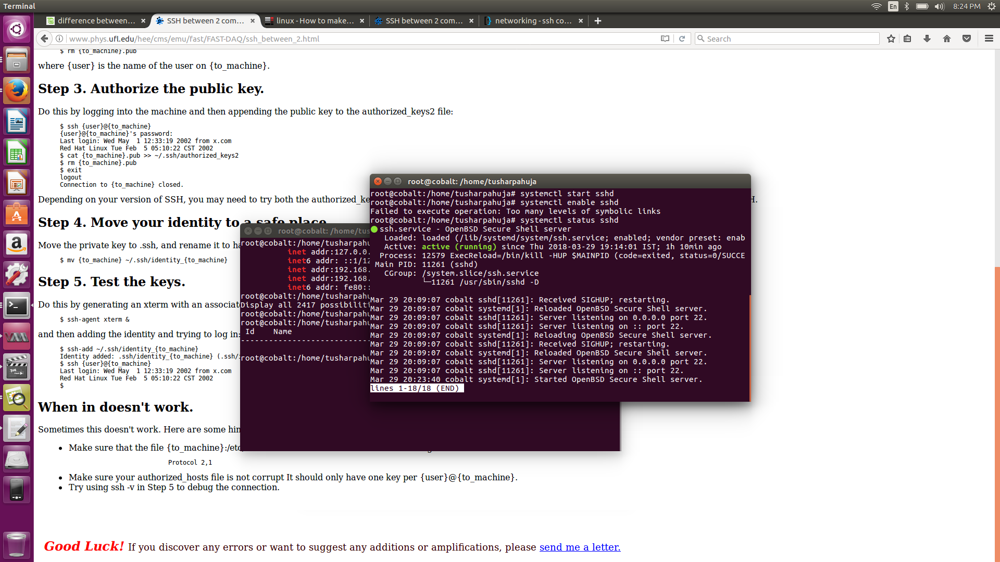 Terminal
En
8:24 PM
difference between...
SSH between 2 com...
linux - How to make...
SSH between 2 com...
networking - ssh co...
www.phys.ufl.edu/hee/cms/emu/fast/FAST-DAQ/ssh_between_2.html
Search
$ rm {to_machine}.pub
where {user} is the name of the user on {to_machine}.
Step 3. Authorize the public key.
Do this by logging into the machine and then appending the public key to the authorized_keys2 file:
$ ssh {user}@{to_machine}
{user}@{to_machine}'s password:
Last login: Wed May  1 12:33:19 2002 from x.com
Red Hat Linux Tue Feb  5 05:10:22 CST 2002
$ cat {to_machine}.pub >> ~/.ssh/authorized_keys2
$ rm {to_machine}.pub
$ exit
logout
Connection to {to_machine} closed.
Depending on your version of SSH, you may need to try both the authorized_ke
H.
Step 4. Move your identity to a safe place
Move the private key to .ssh, and rename it to ha
$ mv {to_machine} ~/.ssh/identity_{to_machine}
Step 5. Test the keys.
Do this by generating an xterm with an associate
$ ssh-agent xterm &
and then adding the identity and trying to log in:
$ ssh-add ~/.ssh/identity_{to_machine}
Identity added: .ssh/identity_{to_machine} (.ssh/
$ ssh {user}@{to_machine}
Last login: Wed May  1 12:33:19 2002 from x.com
Red Hat Linux Tue Feb  5 05:10:22 CST 2002
$
When in doesn't work.
Sometimes this doesn't work. Here are some hin
Make sure that the file {to_machine}:/etc
Protocol 2,1
Make sure your authorized_hosts file is not corrupt It should only have one key per {user}@{to_machine}.
Try using ssh -v in Step 5 to debug the connection.
Good Luck! If you discover any errors or want to suggest any additions or amplifications, please send me a letter.
root@cobalt: /home/tus
root@cobalt:/home/tusharpahu
inet addr:127.0.0.
inet6 addr: ::1/12
inet addr:192.168.
inet addr:192.168.
inet6 addr: fe80::
root@cobalt:/home/tusharpahu
Display all 2417 possibiliti
root@cobalt:/home/tusharpahu
root@cobalt:/home/tusharpahu
Id    Name
----------------------------
root@cobalt:/home/tusharpahu
root@cobalt: /home/tusharpahuja
root@cobalt:/home/tusharpahuja# systemctl start sshd
root@cobalt:/home/tusharpahuja# systemctl enable sshd
Failed to execute operation: Too many levels of symbolic links
root@cobalt:/home/tusharpahuja# systemctl status sshd
● ssh.service - OpenBSD Secure Shell server
Loaded: loaded (/lib/systemd/system/ssh.service; enabled; vendor preset: enab
Active: active (running) since Thu 2018-03-29 19:14:01 IST; 1h 10min ago
Process: 12579 ExecReload=/bin/kill -HUP $MAINPID (code=exited, status=0/SUCCE
Main PID: 11261 (sshd)
CGroup: /system.slice/ssh.service
└─11261 /usr/sbin/sshd -D
Mar 29 20:09:07 cobalt sshd[11261]: Received SIGHUP; restarting.
Mar 29 20:09:07 cobalt systemd[1]: Reloaded OpenBSD Secure Shell server.
Mar 29 20:09:07 cobalt sshd[11261]: Server listening on 0.0.0.0 port 22.
Mar 29 20:09:07 cobalt sshd[11261]: Server listening on :: port 22.
Mar 29 20:09:07 cobalt systemd[1]: Reloading OpenBSD Secure Shell server.
Mar 29 20:09:07 cobalt sshd[11261]: Received SIGHUP; restarting.
Mar 29 20:09:07 cobalt systemd[1]: Reloaded OpenBSD Secure Shell server.
Mar 29 20:09:07 cobalt sshd[11261]: Server listening on 0.0.0.0 port 22.
Mar 29 20:09:07 cobalt sshd[11261]: Server listening on :: port 22.
Mar 29 20:23:40 cobalt systemd[1]: Started OpenBSD Secure Shell server.
lines 1-18/18 (END)